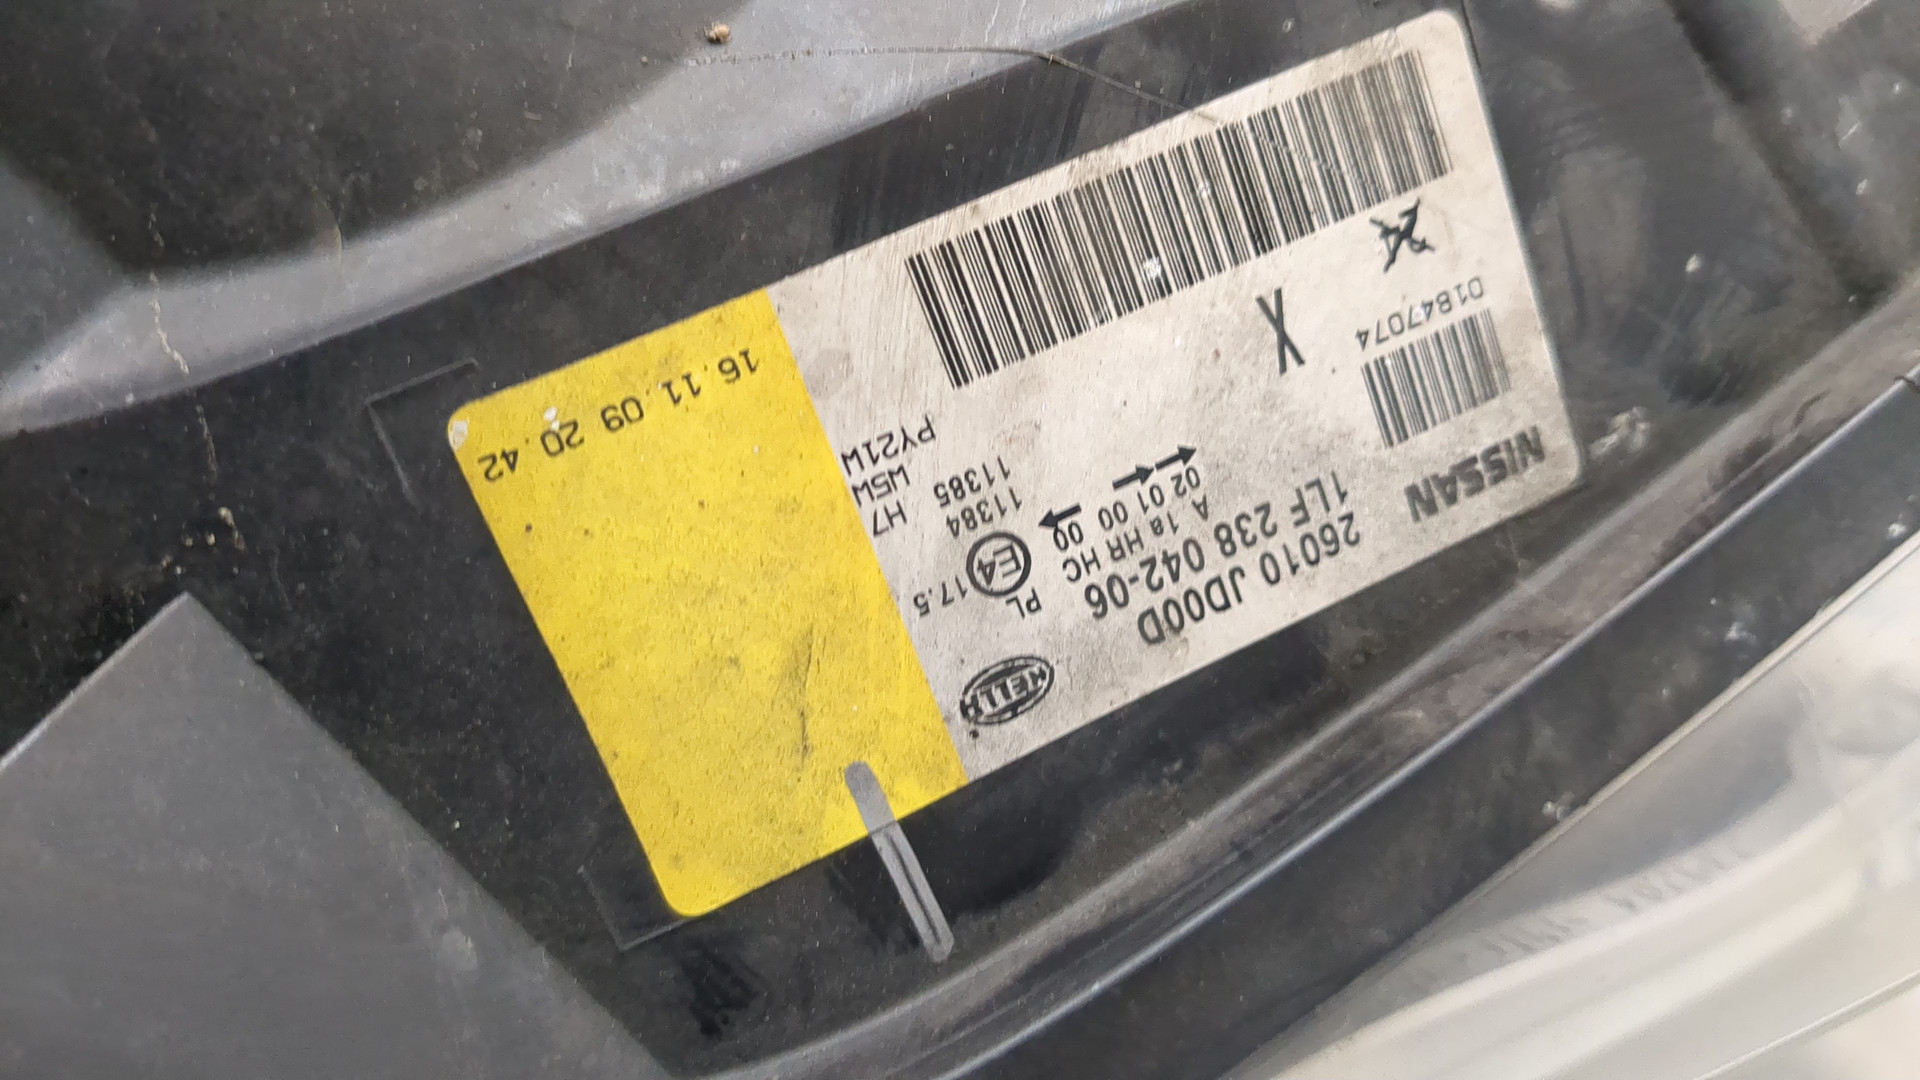 NISSAN
1LF 238 042-06
26010 JD00D
D1847074
A 1a HR HC
02 01 00 00
X
PL
E4
17.5
11384
11385
H7
W5W
PY21W
HELLA
16.11.09 20.42